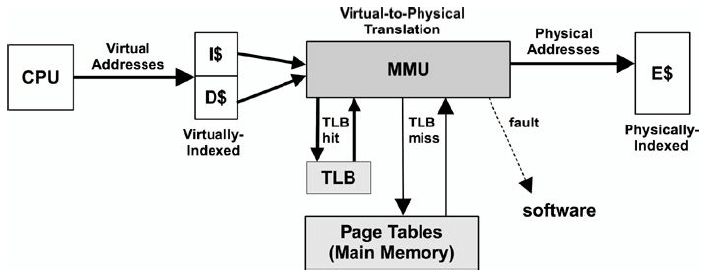 Virtual-to-Physical
Translation
CPU
Virtual
Addresses
I$
D$
Virtually-
Indexed
MMU
Physical
Addresses
E$
Physically-
Indexed
TLB
hit
TLB
miss
fault
TLB
software
Page Tables
(Main Memory)